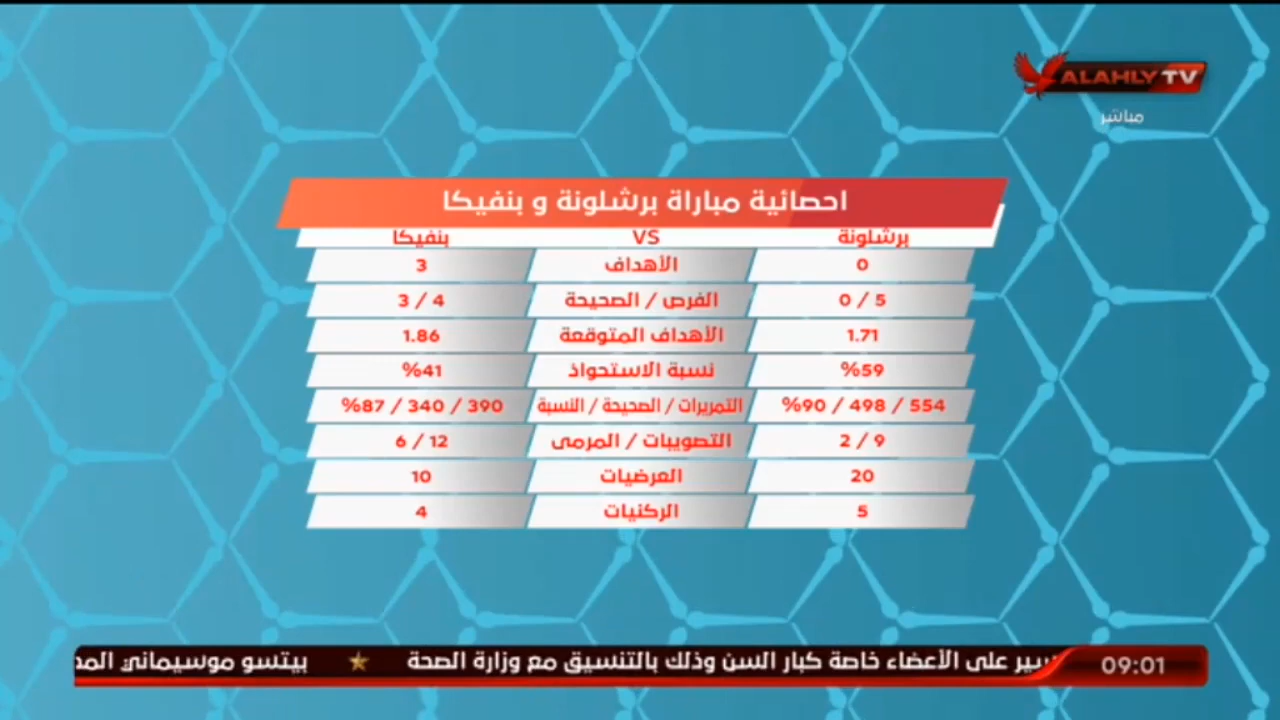 ALAHLY TV
مباشر
احصائية مباراة برشلونة و بنفيكا
برشلونة VS بنفيكا
0 الأهداف 3
0 / 5 الفرص / الصحيحة 3 / 4
1.71 الأهداف المتوقعة 1.86
%59 نسبة الاستحواذ %41
%90 / 498 / 554 التمريرات / الصحيحة / النسبة %87 / 340 / 390
2 / 9 التصويبات / المرمى 6 / 12
20 العرضيات 10
5 الركنيات 4
09:01 على الأعضاء خاصة كبار السن وذلك بالتنسيق مع وزارة الصحة ★ بيتسو موسيماني